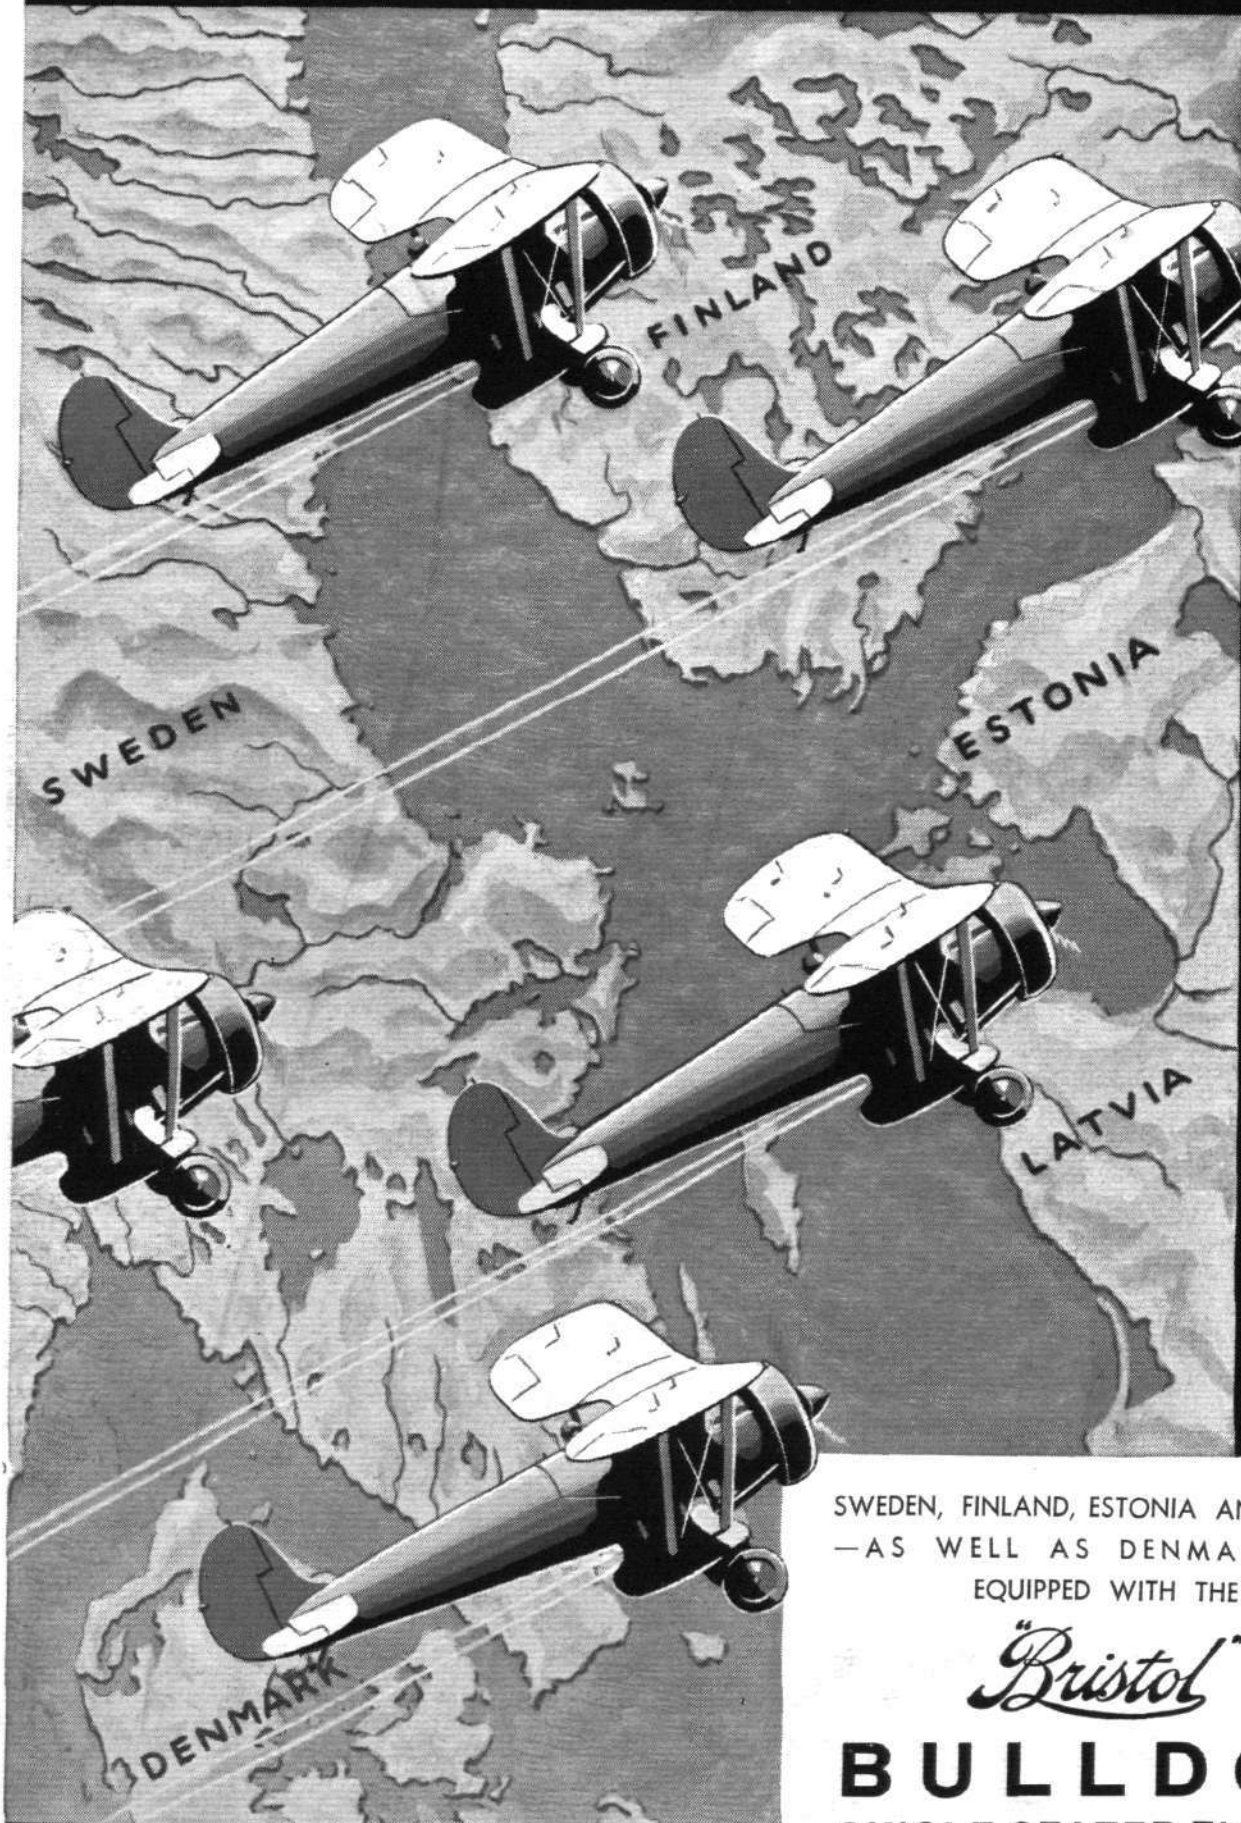 FINLAND
ESTONIA
SWEDEN
LATVIA
DENMARK
SWEDEN, FINLAND, ESTONIA
—AS WELL AS DENMA
EQUIPPED WITH THE
"Bristol"
BULLD